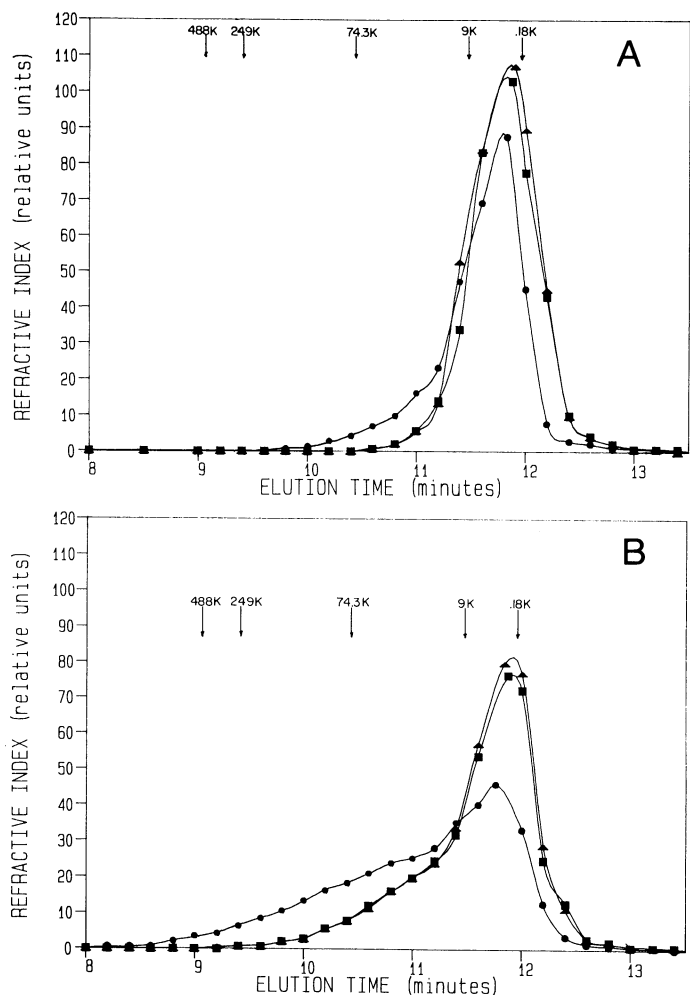 A
488K 249K 74.3K 9K .18K
120
110
100
90
80
70
60
50
40
30
20
10
0
REFRACTIVE INDEX (relative units)
8 9 10 11 12 13
ELUTION TIME (minutes)
B
120
110
100
90
80
70
60
50
40
30
20
10
0
488K 249K 74.3K 9K .18K
REFRACTIVE INDEX (relative units)
8 9 10 11 12 13
ELUTION TIME (minutes)